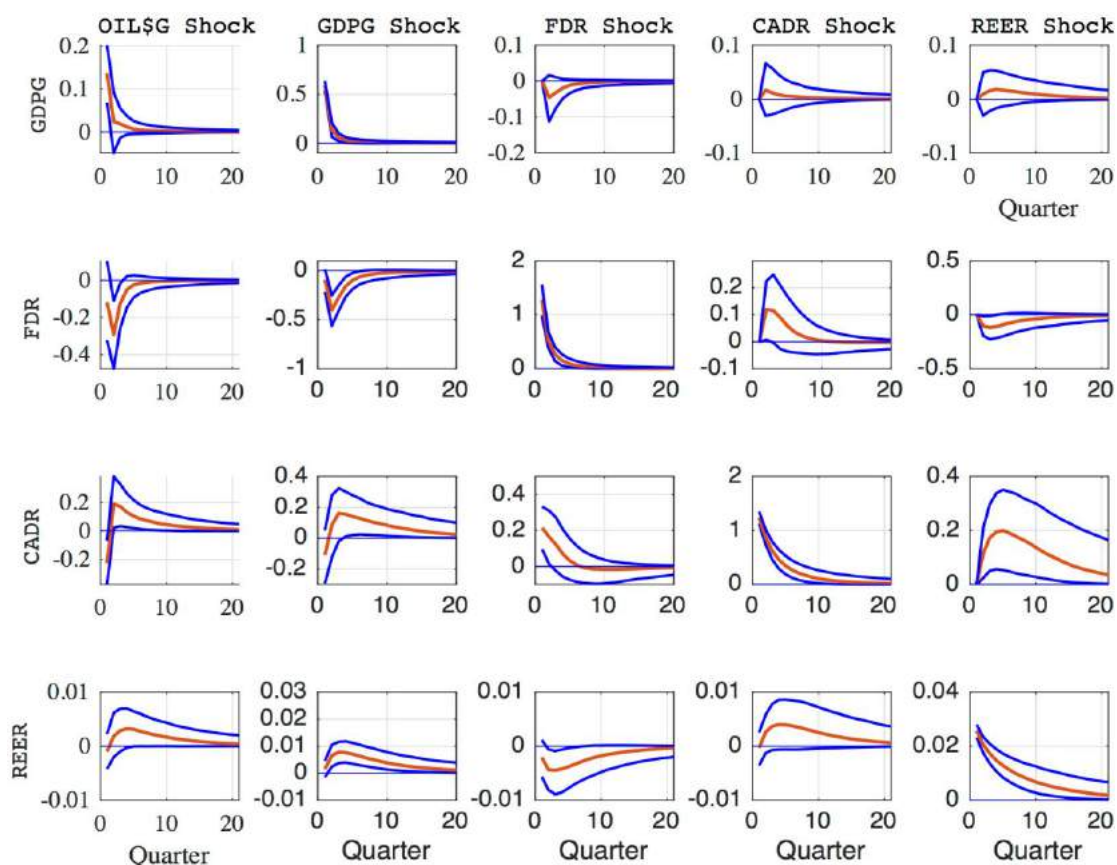 OIL$G Shock GDPG Shock FDR Shock CADR Shock REER Shock
GDPG
0.2 0.1 0
1 0.5 0
0.1 0 -0.1 -0.2
0.1 0 -0.1
0.1 0 -0.1
0 10 20 0 10 20 0 10 20 0 10 20 0 10 20
Quarter
FDR
0 -0.2 -0.4
0 -0.5 -1
2 1 0
0.2 0.1 0 -0.1
0.5 0 -0.5
0 10 20 0 10 20 0 10 20 0 10 20 0 10 20
CADR
0.2 0 -0.2
0.4 0.2 0 -0.2
0.4 0.2 0
2 1 0
0.4 0.2 0
0 10 20 0 10 20 0 10 20 0 10 20 0 10 20
REER
0.01 0 -0.01
0.03 0.02 0.01 0 -0.01
0.01 0 -0.01
0.01 0 -0.01
0.04 0.02 0
0 10 20 0 10 20 0 10 20 0 10 20 0 10 20
Quarter Quarter Quarter Quarter Quarter